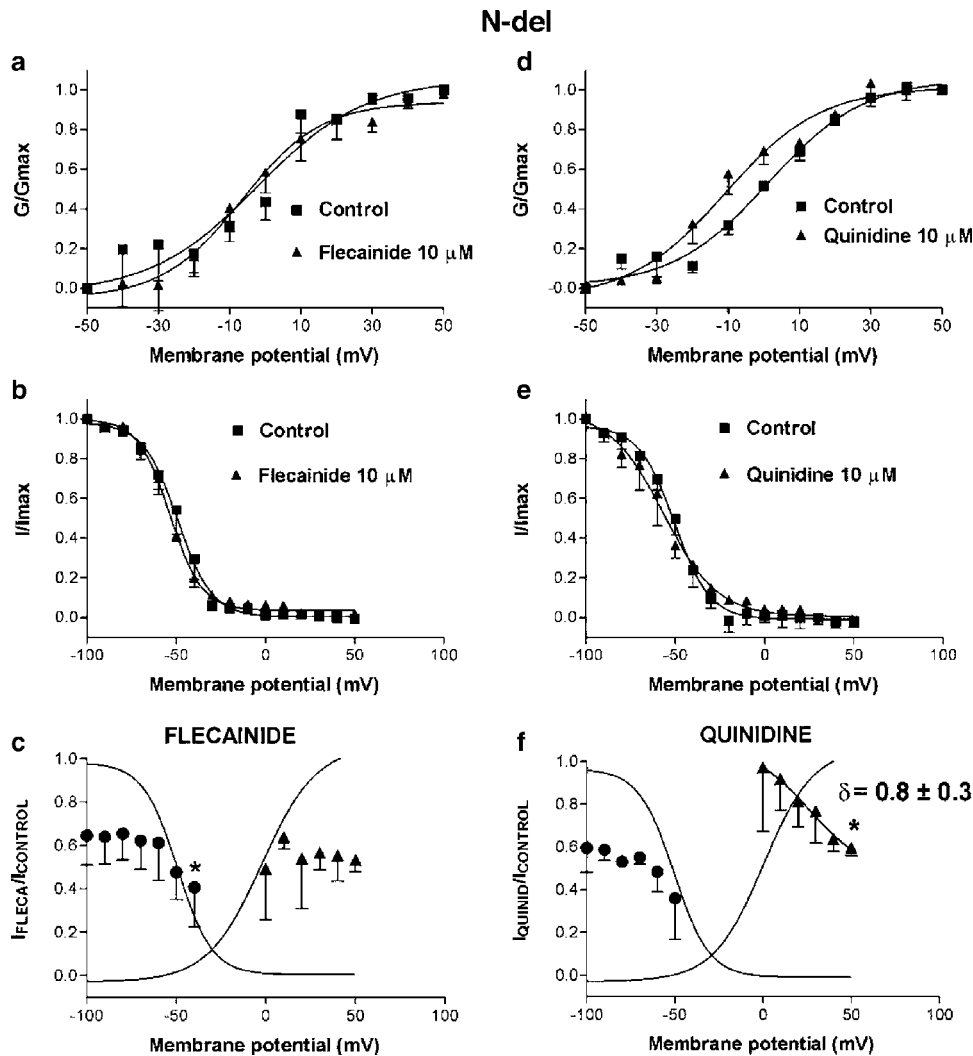 N-del
a
G/Gmax
1.0
0.8
0.6
0.4
0.2
0.0
Control
Flecainide 10 μM
-50
-30
-10
10
30
50
Membrane potential (mV)
d
G/Gmax
1.0
0.8
0.6
0.4
0.2
-0.0
Control
Quinidine 10 μM
-50
-30
-10
10
30
50
Membrane potential (mV)
b
I/Imax
1.0
0.8
0.6
0.4
0.2
0.0
Control
Flecainide 10 μM
-100
-50
0
50
100
Membrane potential (mV)
e
I/Imax
1.0
0.8
0.6
0.4
0.2
0.0
Control
Quinidine 10 μM
-100
-50
0
50
100
Membrane potential (mV)
c
FLECAINIDE
IFLECA/ICONTROL
1.0
0.8
0.6
0.4
0.2
0.0
*
-100
-50
0
50
100
Membrane potential (mV)
f
QUINIDINE
IQUINID/ICONTROL
1.0
0.8
0.6
0.4
0.2
0.0
δ = 0.8 ± 0.3
*
-100
-50
0
50
100
Membrane potential (mV)